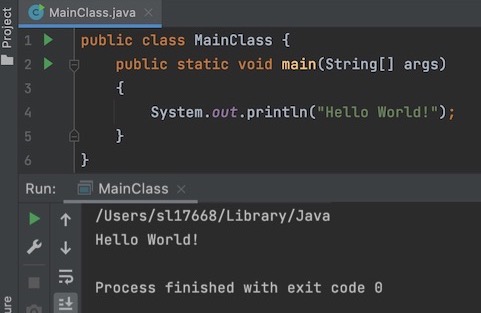 MainClass.java ×
Project
1 public class MainClass {
2 public static void main(String[] args)
3 {
4 System.out.println("Hello World!");
5 }
6 }
Run: MainClass ×
/Users/sl17668/Library/Java
Hello World!
Process finished with exit code 0